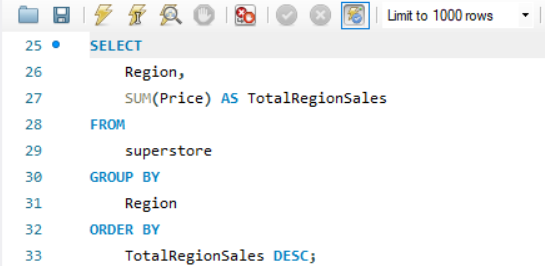 Limit to 1000 rows
25 SELECT
26 Region,
27 SUM(Price) AS TotalRegionSales
28 FROM
29 superstore
30 GROUP BY
31 Region
32 ORDER BY
33 TotalRegionSales DESC;